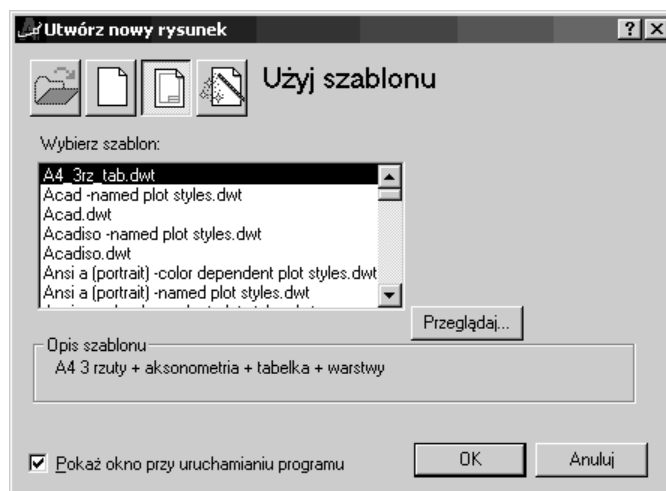 Utwórz nowy rysunek
Użyj szablonu
Wybierz szablon:
A4_3rz_tab.dwt
Acad -named plot styles.dwt
Acad.dwt
Acadiso -named plot styles.dwt
Acadiso.dwt
Ansi a (portrait) -color dependent plot styles.dwt
Ansi a (portrait) -named plot styles.dwt
Przeglądaj...
Opis szablonu
A4 3 rzuty + aksonometria + tabelka + warstwy
Pokaż okno przy uruchamianiu programu
OK
Anuluj